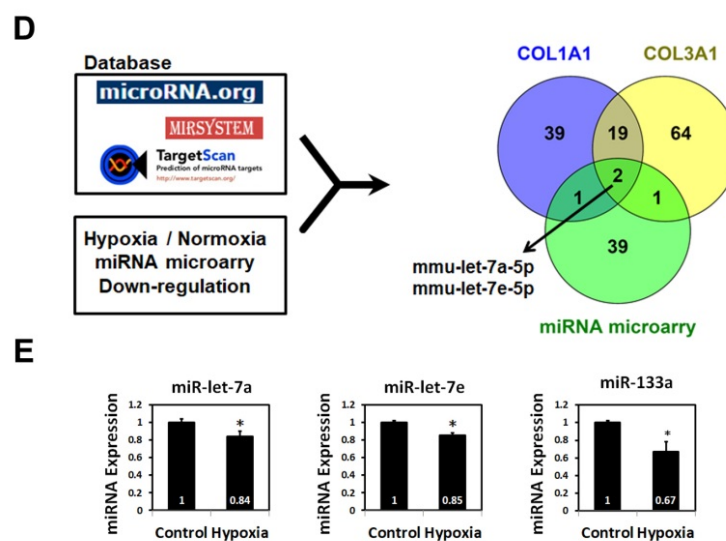 D
Database
microRNA.org
MIRSYSTEM
TargetScan
Prediction of microRNA targets
http://www.targetscan.org/
Hypoxia / Normoxia
miRNA microarry
Down-regulation
COL1A1
COL3A1
39
19
64
2
1
1
39
mmu-let-7a-5p
mmu-let-7e-5p
miRNA microarry
E
miR-let-7a
miRNA Expression
1.2
1
0.8
0.6
0.4
0.2
0
*
1
0.84
Control Hypoxia
miR-let-7e
miRNA Expression
1.2
1
0.8
0.6
0.4
0.2
0
*
1
0.85
Control Hypoxia
miR-133a
miRNA Expression
1.2
1
0.8
0.6
0.4
0.2
0
*
1
0.67
Control Hypoxia